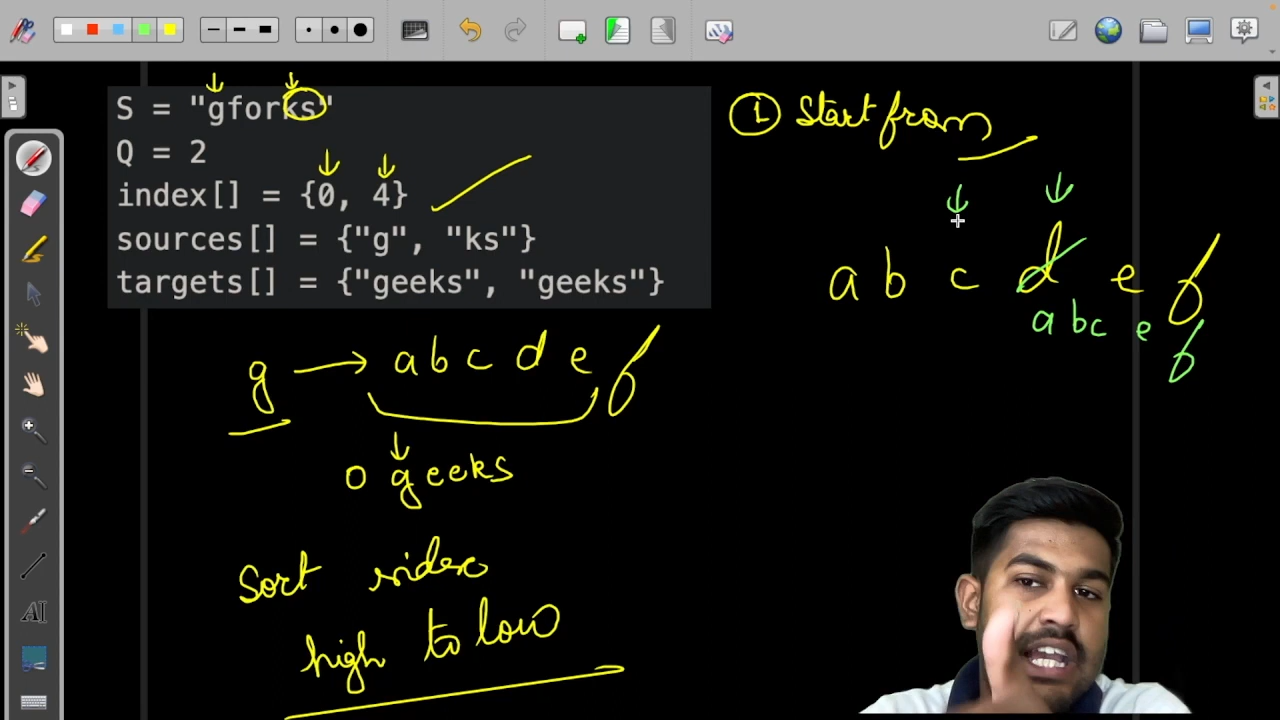 S = "gforks"
Q = 2
index[] = {0, 4}
sources[] = {"g", "ks"}
targets[] = {"geeks", "geeks"}
1 Start from
a b c d e f
a b c e f
g → a b c d e f
0 geeks
Sort index
high to low
AI